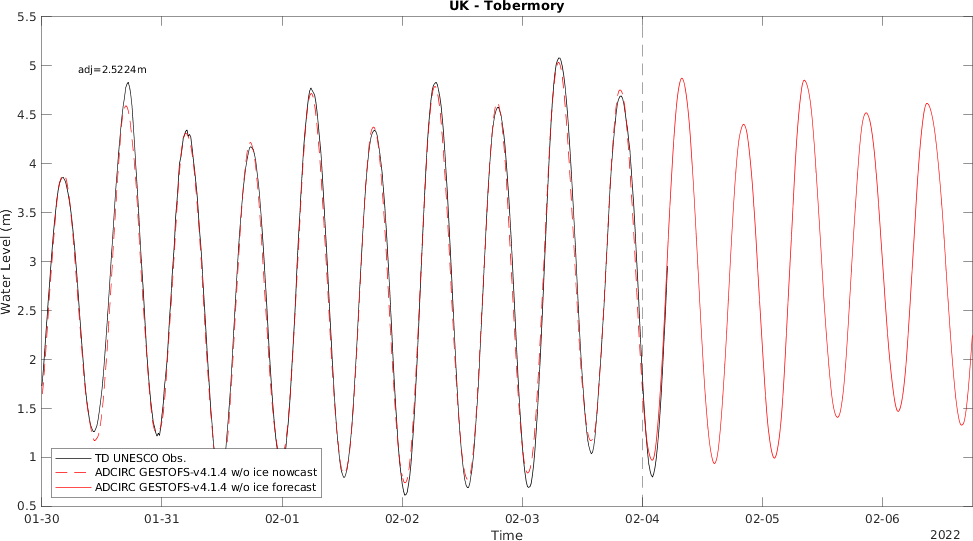 UK - Tobermory
adj=2.5224m
Water Level (m)
5.5
5
4.5
4
3.5
3
2.5
2
1.5
1
0.5
TD UNESCO Obs.
ADCIRC GESTOFS-v4.1.4 w/o ice nowcast
ADCIRC GESTOFS-v4.1.4 w/o ice forecast
01-30 01-31 02-01 02-02 02-03 02-04 02-05 02-06
Time
2022